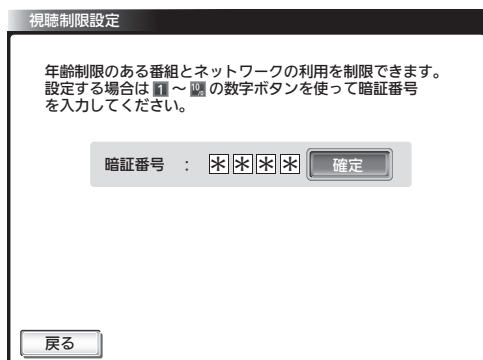 視聴制限設定
年齢制限のある番組とネットワークの利用を制限できます。
設定する場合は 1 ～ 10/0 の数字ボタンを使って暗証番号
を入力してください。
暗証番号 : ＊＊＊＊ 確定
戻る